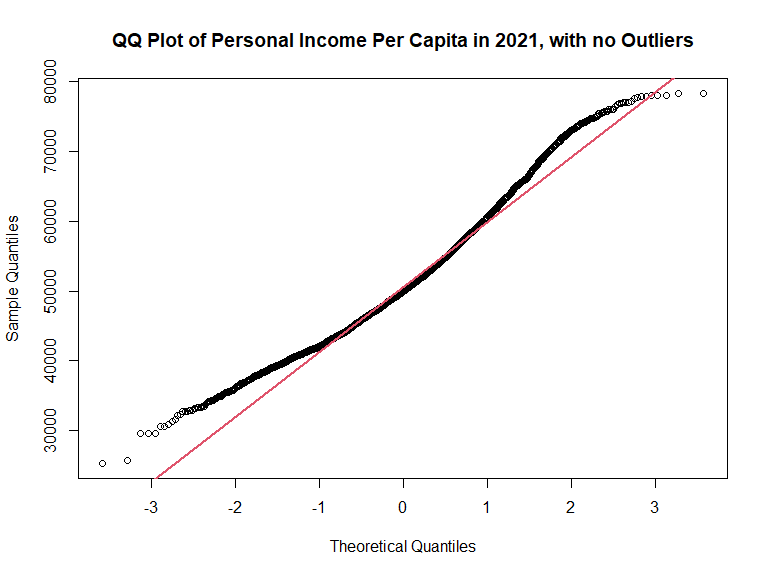 QQ Plot of Personal Income Per Capita in 2021, with no Outliers
80000
70000
60000
50000
40000
30000
Sample Quantiles
-3 -2 -1 0 1 2 3
Theoretical Quantiles